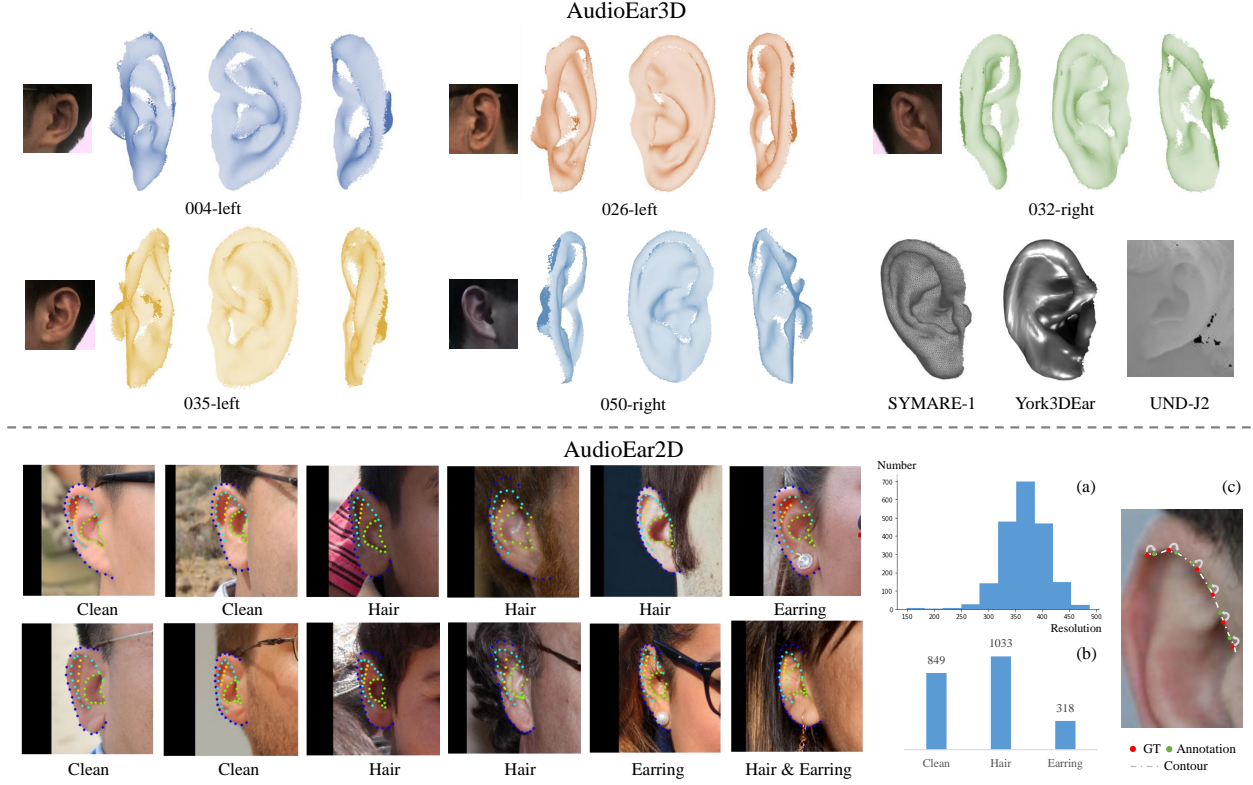 AudioEar3D
004-left
026-left
032-right
035-left
050-right
SYMARE-1
York3DEar
UND-J2
AudioEar2D
Clean
Clean
Hair
Hair
Hair
Earring
Clean
Clean
Hair
Hair
Earring
Hair & Earring
Number
(a)
700
600
500
400
300
200
100
0
150 200 250 300 350 400 450 500
Resolution
(b)
849
1033
318
Clean
Hair
Earring
(c)
GT
Annotation
Contour